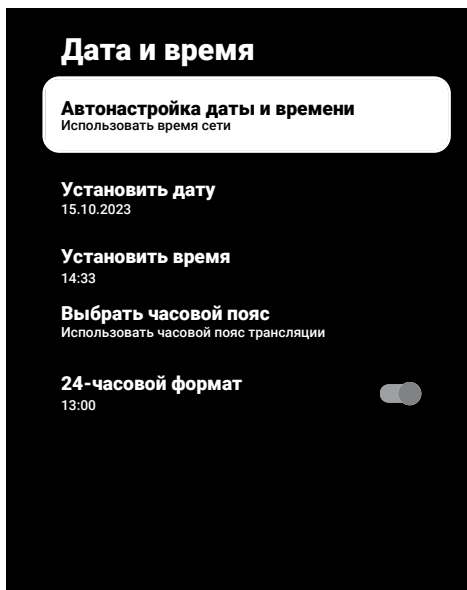 Дата и время
Автонастройка даты и времени
Использовать время сети
Установить дату
15.10.2023
Установить время
14:33
Выбрать часовой пояс
Использовать часовой пояс трансляции
24-часовой формат
13:00